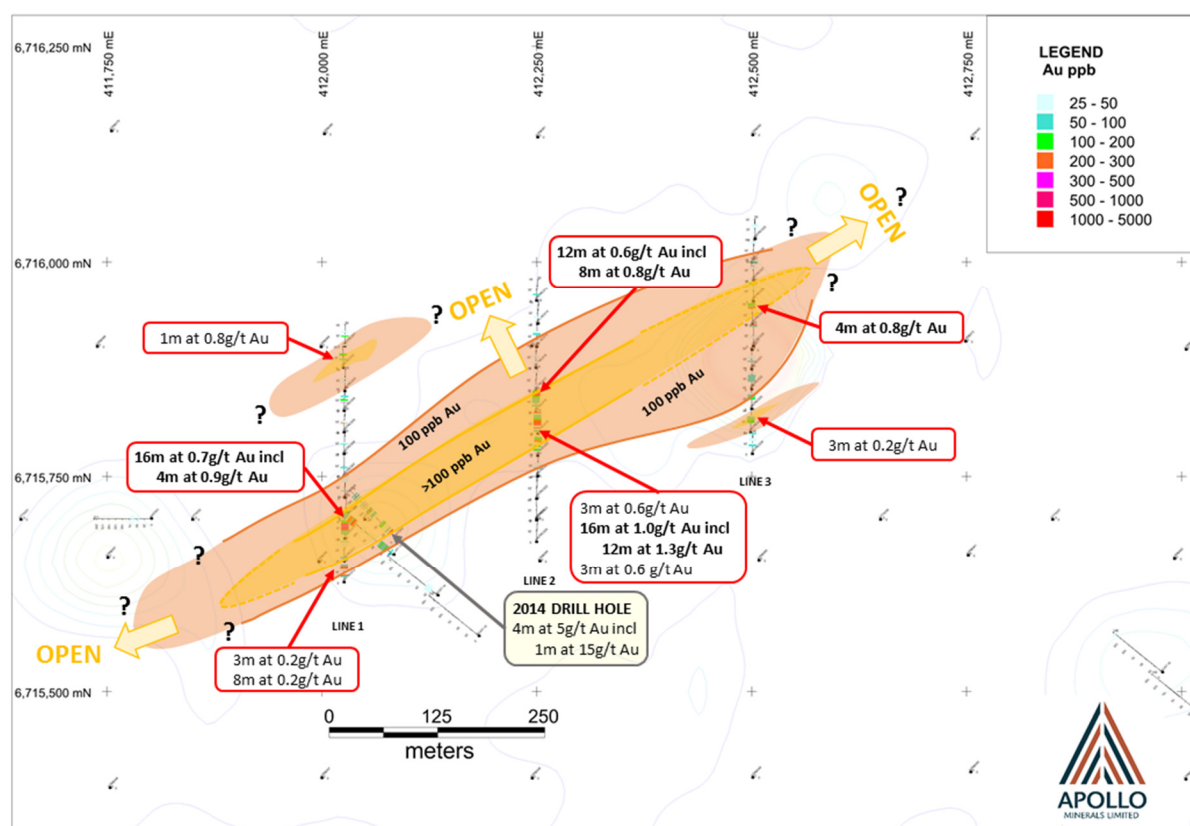 411,750 mE
412,000 mE
412,250 mE
412,500 mE
412,750 mE
6,716,250 mN
6,716,000 mN
6,715,750 mN
6,715,500 mN
LEGEND
Au ppb
25 - 50
50 - 100
100 - 200
200 - 300
300 - 500
500 - 1000
1000 - 5000
?
OPEN
?
?
12m at 0.6g/t Au incl
8m at 0.8g/t Au
OPEN
?
1m at 0.8g/t Au
?
4m at 0.8g/t Au
100 ppb Au
100 ppb Au
>100 ppb Au
3m at 0.2g/t Au
16m at 0.7g/t Au incl
4m at 0.9g/t Au
LINE 3
3m at 0.6g/t Au
16m at 1.0g/t Au incl
12m at 1.3g/t Au
3m at 0.6 g/t Au
LINE 2
2014 DRILL HOLE
4m at 5g/t Au incl
1m at 15g/t Au
LINE 1
?
?
?
OPEN
3m at 0.2g/t Au
8m at 0.2g/t Au
0 125 250
meters
APOLLO
MINERALS LIMITED